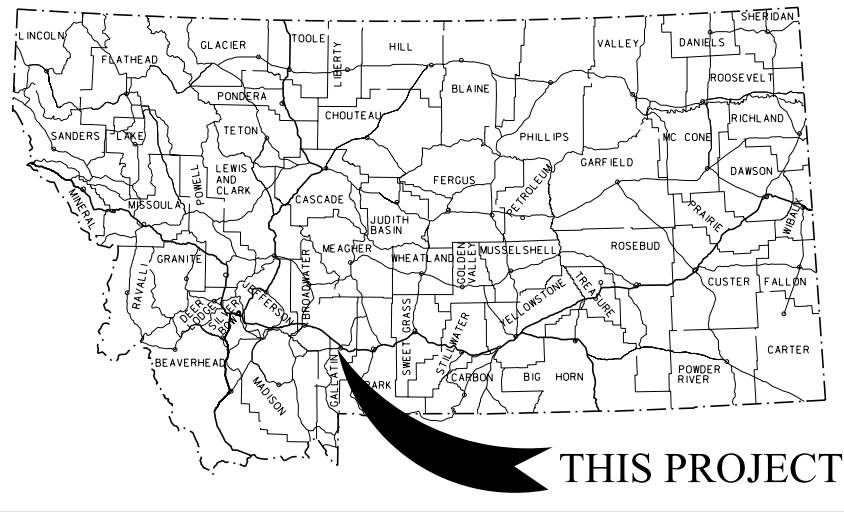 SHERIDAN
LINCOLN
GLACIER
TOOLE
LIBERTY
HILL
VALLEY
DANIELS
FLATHEAD
ROOSEVELT
BLAINE
PONDERA
CHOUTEAU
RICHLAND
SANDERS
LAKE
TETON
PHILLIPS
MC CONE
GARFIELD
DAWSON
LEWIS
AND
CLARK
POWELL
FERGUS
PETROLEUM
MINERAL
MISSOULA
CASCADE
JUDITH
BASIN
PRAIRIE
WIBAUX
MEAGHER
WHEATLAND
GOLDEN
VALLEY
MUSSELSHELL
ROSEBUD
GRANITE
RAVALLI
BROADWATER
JEFFERSON
YELLOWSTONE
TREASURE
CUSTER
FALLON
DEER
LODGE
SILVER
BOW
SWEET GRASS
STILLWATER
CARTER
BEAVERHEAD
MADISON
GALLATIN
PARK
CARBON
BIG HORN
POWDER
RIVER
THIS PROJECT